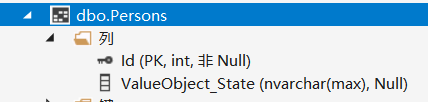 dbo.Persons
列
Id (PK, int, 非 Null)
ValueObject_State (nvarchar(max), Null)